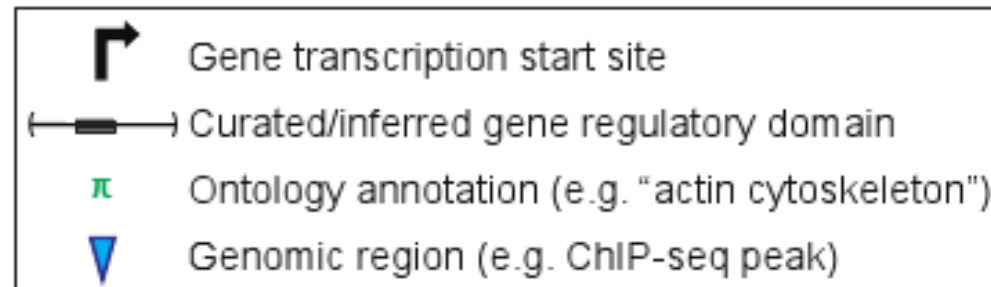 Gene transcription start site
Curated/inferred gene regulatory domain
π Ontology annotation (e.g. “actin cytoskeleton”)
Genomic region (e.g. ChIP-seq peak)